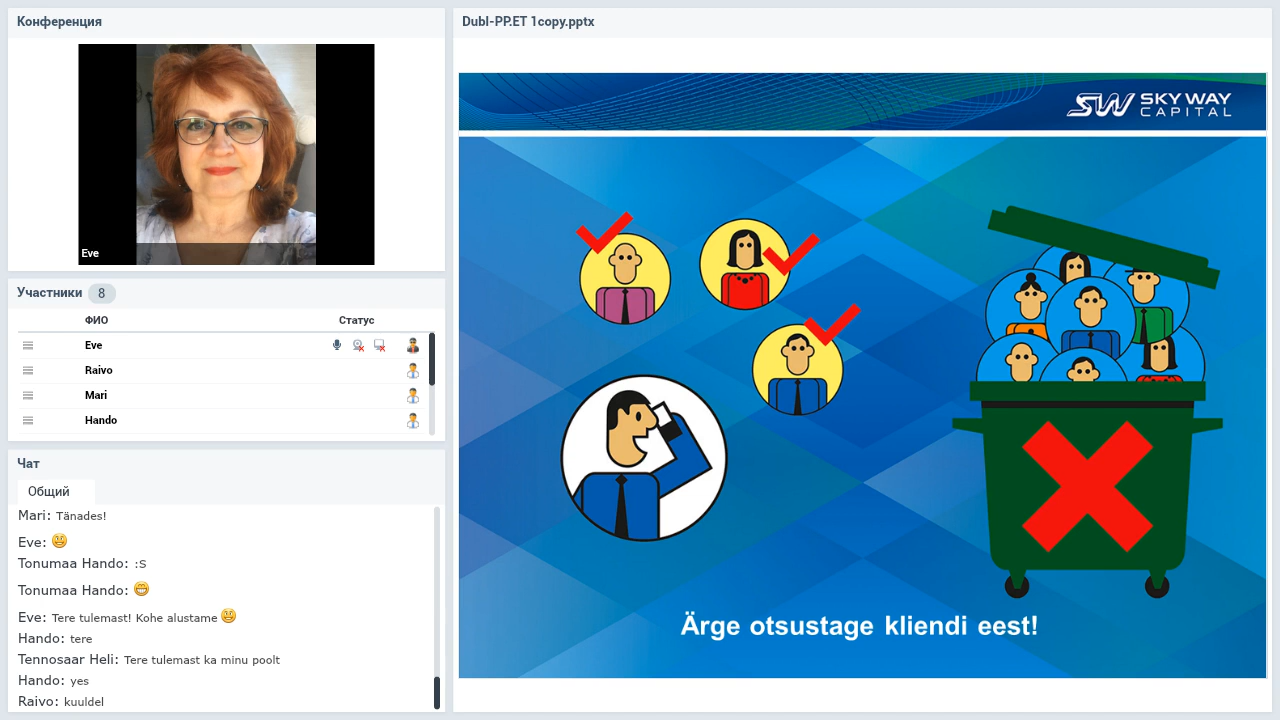 Конференция
Eve
Участники 8
ФИО Статус
Eve
Raivo
Mari
Hando
Чат
Общий
Mari: Tänades!
Eve:
Tonumaa Hando: :S
Tonumaa Hando:
Eve: Tere tulemast! Kohe alustame
Hando: tere
Tennosaar Heli: Tere tulemast ka minu poolt
Hando: yes
Raivo: kuuldel
Dubl-PP.ET 1copy.pptx
SW SKY WAY
CAPITAL
Ärge otsustage kliendi eest!